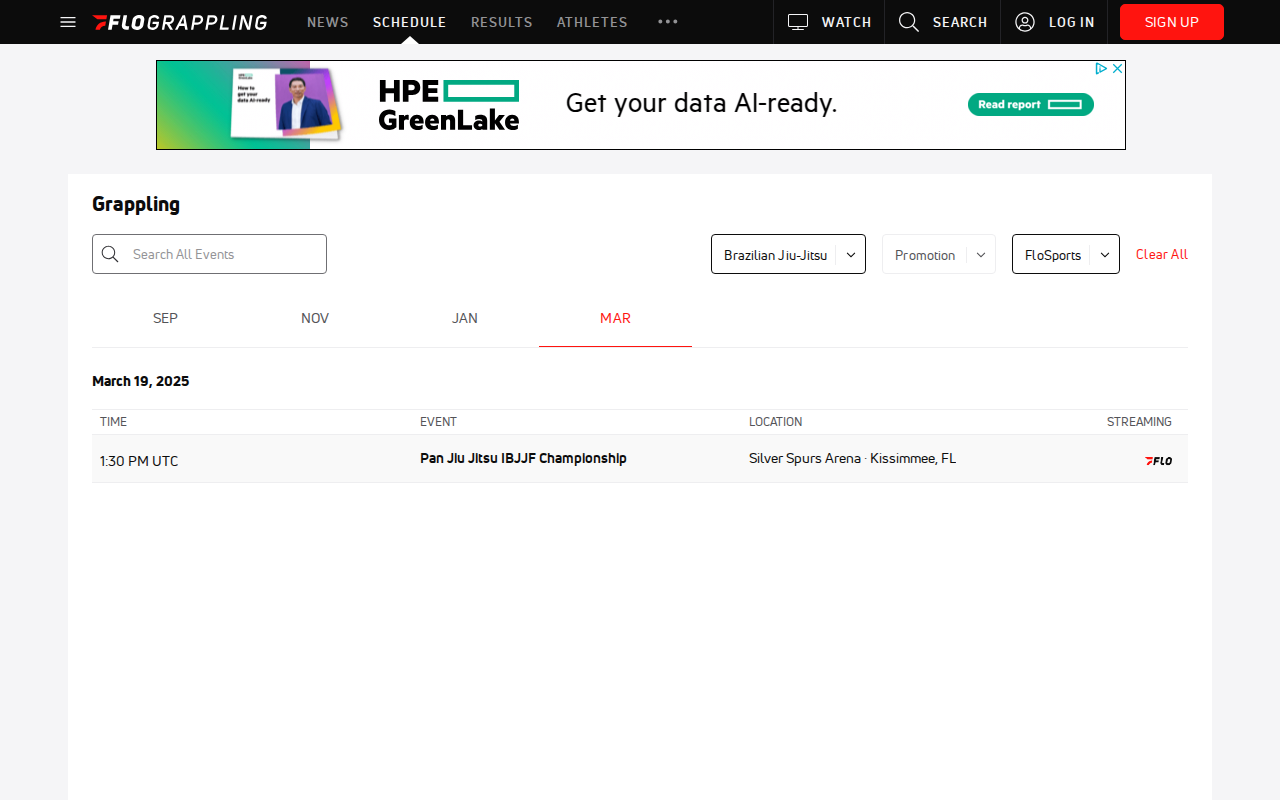 FLOGRAPPLING
NEWS
SCHEDULE
RESULTS
ATHLETES
WATCH
SEARCH
LOG IN
SIGN UP
How to get your data AI-ready
HPE
GreenLake
Get your data AI-ready.
Read report
Grappling
Search All Events
Brazilian Jiu-Jitsu
Promotion
FloSports
Clear All
SEP
NOV
JAN
MAR
March 19, 2025
TIME
EVENT
LOCATION
STREAMING
1:30 PM UTC
Pan Jiu Jitsu IBJJF Championship
Silver Spurs Arena · Kissimmee, FL
FLO